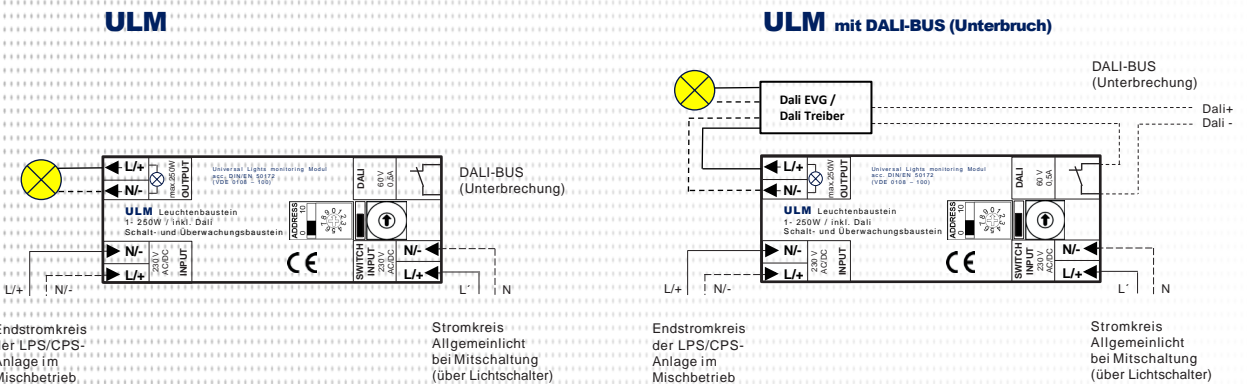 ULM
DALI-BUS
(Unterbrechung)
L/+
N/-
max.250W
OUTPUT
Universal Lights monitoring Modul
acc. DIN/EN 50172
(VDE 0108 – 100)
DALI
60 V
0,5A
ULM Leuchtenbaustein
1- 250W / inkl. Dali
Schalt- und Überwachungsbaustein
ADDRESS
0 10
N/-
L/+
230 V
AC/DC
INPUT
CE
SWITCH
INPUT
230 V
AC/DC
N/-
L/+
L/+
N/-
L´
N
Endstromkreis
der LPS/CPS-
Anlage im
Mischbetrieb
Stromkreis
Allgemeinlicht
bei Mitschaltung
(über Lichtschalter)
ULM mit DALI-BUS (Unterbruch)
DALI-BUS
(Unterbrechung)
Dali EVG /
Dali Treiber
Dali+
Dali -
L/+
N/-
max.250W
OUTPUT
Universal Lights monitoring Modul
acc. DIN/EN 50172
(VDE 0108 – 100)
DALI
60 V
0,5A
ULM Leuchtenbaustein
1- 250W / inkl. Dali
Schalt- und Überwachungsbaustein
ADDRESS
0 10
N/-
L/+
230 V
AC/DC
INPUT
CE
SWITCH
INPUT
230 V
AC/DC
N/-
L/+
L/+
N/-
L´
N
Endstromkreis
der LPS/CPS-
Anlage im
Mischbetrieb
Stromkreis
Allgemeinlicht
bei Mitschaltung
(über Lichtschalter)